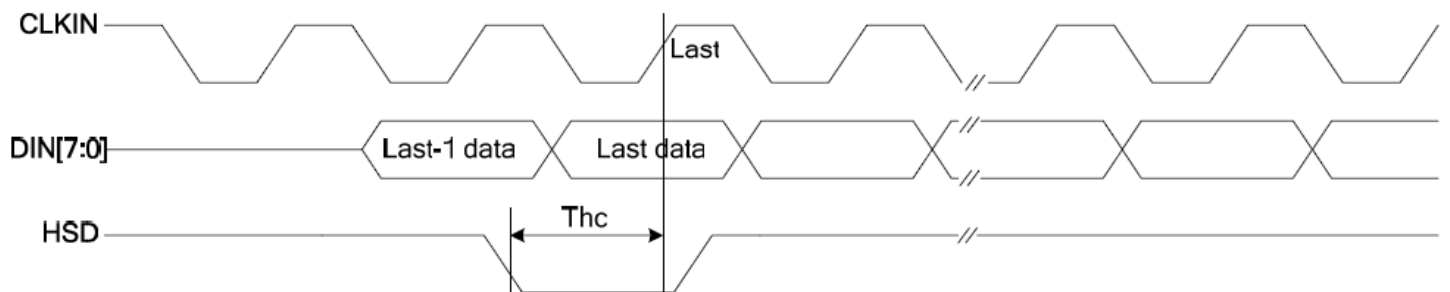 CLKIN
Last
DIN[7:0]
Last-1 data
Last data
HSD
Thc